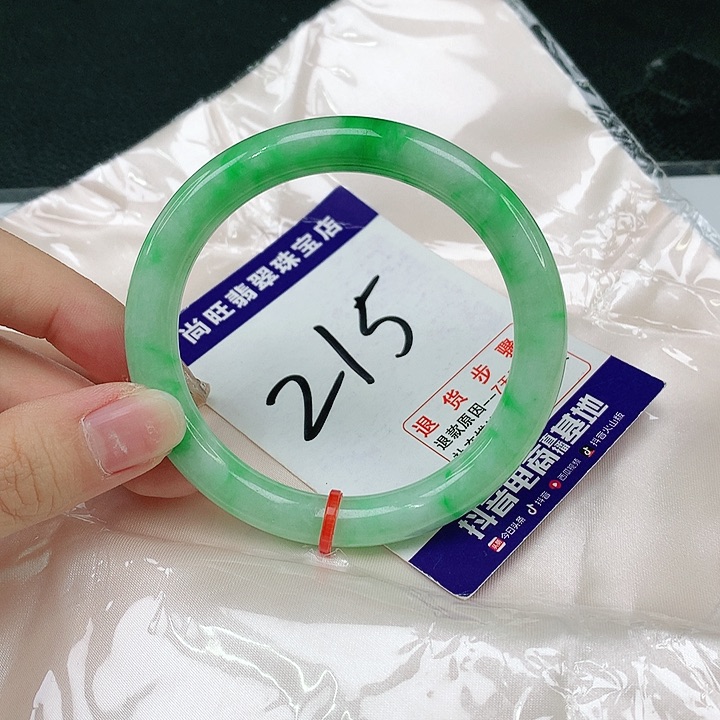 尚旺翡翠珠宝店
215
退货步骤
退款原因—7天
抖音电商直播基地
今日头条 抖音 西瓜视频 抖音火山版